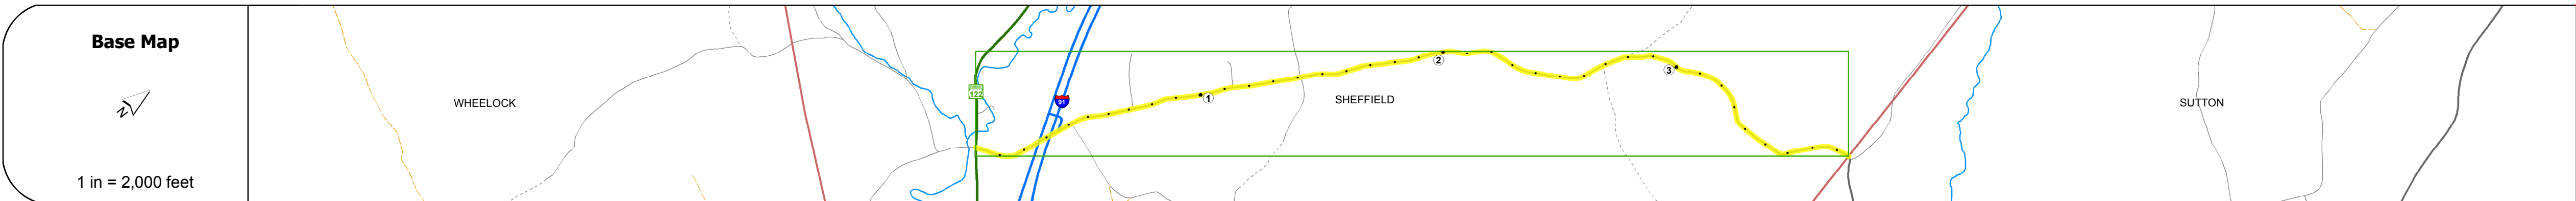 Base Map
N
1 in = 2,000 feet
WHEELOCK
122
91
1
SHEFFIELD
2
3
SUTTON